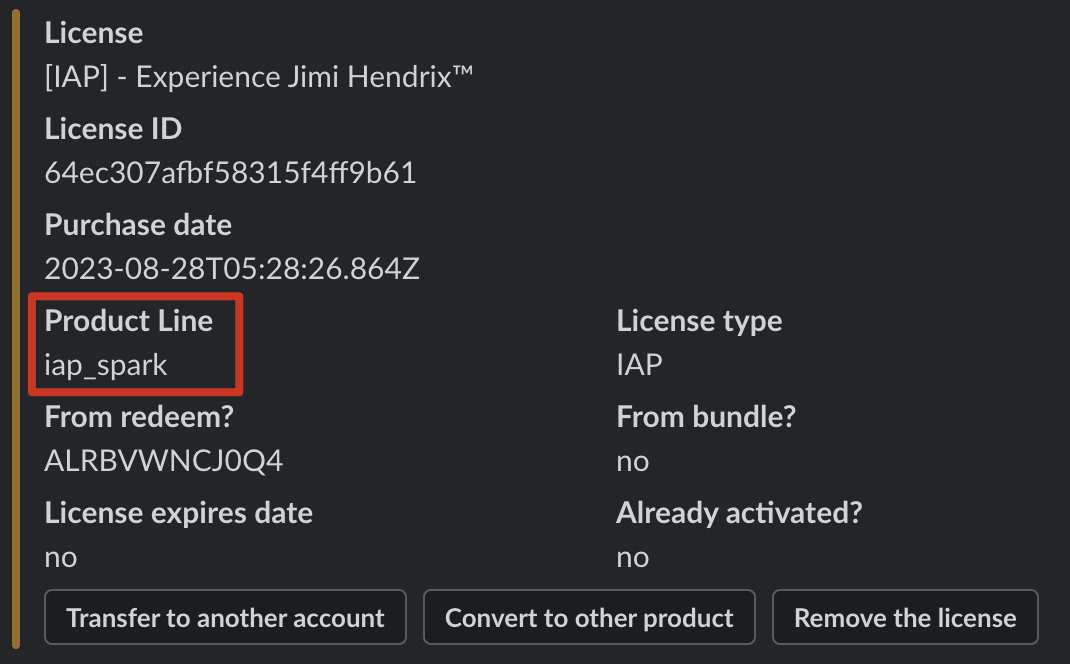 License
[IAP] - Experience Jimi Hendrix™
License ID
64ec307afbf58315f4ff9b61
Purchase date
2023-08-28T05:28:26.864Z
Product Line
License type
iap_spark
IAP
From redeem?
From bundle?
ALRBVWNCJ0Q4
no
License expires date
Already activated?
no
no
Transfer to another account
Convert to other product
Remove the license